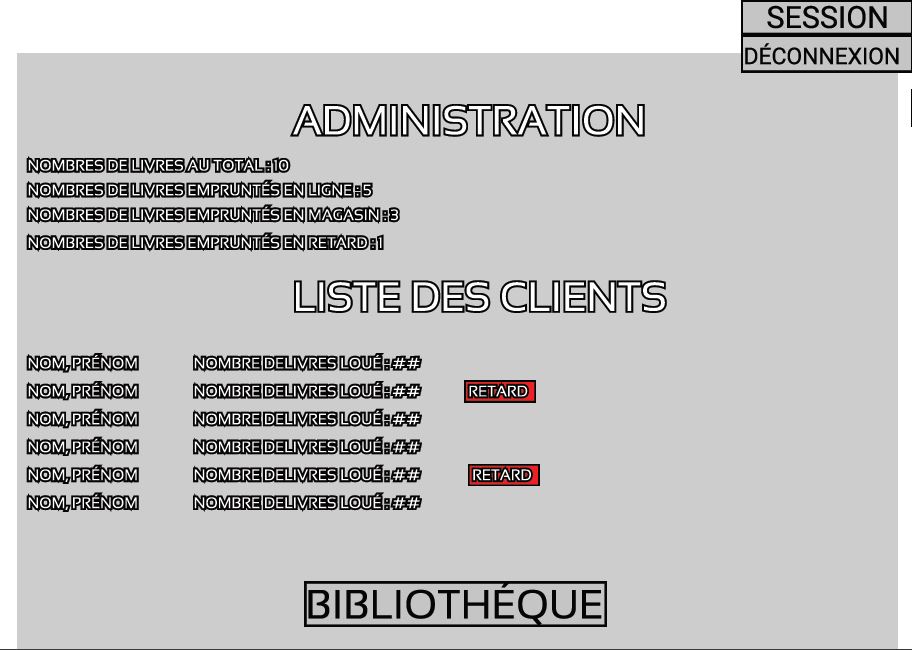 SESSION
DÉCONNEXION
ADMINISTRATION
NOMBRES DE LIVRES AU TOTAL : 10
NOMBRES DE LIVRES EMPRUNTÉS EN LIGNE : 5
NOMBRES DE LIVRES EMPRUNTÉS EN MAGASIN : 3
NOMBRES DE LIVRES EMPRUNTÉS EN RETARD : 1
LISTE DES CLIENTS
NOM, PRÉNOM NOMBRE DE LIVRES LOUÉ : ##
NOM, PRÉNOM NOMBRE DE LIVRES LOUÉ : ## RETARD
NOM, PRÉNOM NOMBRE DE LIVRES LOUÉ : ##
NOM, PRÉNOM NOMBRE DE LIVRES LOUÉ : ##
NOM, PRÉNOM NOMBRE DE LIVRES LOUÉ : ## RETARD
NOM, PRÉNOM NOMBRE DE LIVRES LOUÉ : ##
BIBLIOTHÉQUE